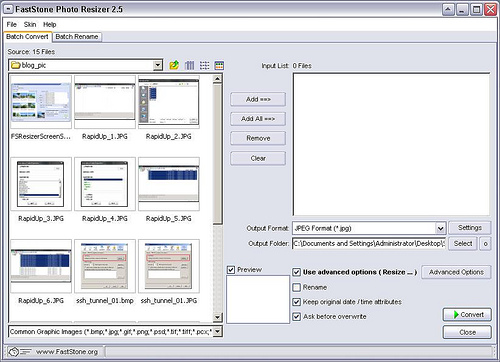 FastStone Photo Resizer 2.5
File Skin Help
Batch Convert Batch Rename
Source: 15 Files
blog_pic
Input List: 0 Files
FSResizerScreenS...
RapidUp_1.JPG
RapidUp_2.JPG
RapidUp_3.JPG
RapidUp_4.JPG
RapidUp_5.JPG
RapidUp_6.JPG
ssh_tunnel_01.bmp
ssh_tunnel_01.JPG
Common Graphic Images (*.bmp,*.jpg;*.gif;*.png;*.psd;*.tif;*.tiff;*.pcx;*
Add ==>
Add All ==>
Remove
Clear
Output Format: JPEG Format (*.jpg) Settings
Output Folder: C:\Documents and Settings\Administrator\Desktop\ Select o
Preview
Use advanced options ( Resize ... ) Advanced Options
Rename
Keep original date / time attributes
Ask before overwrite
Convert
Close
www.FastStone.org